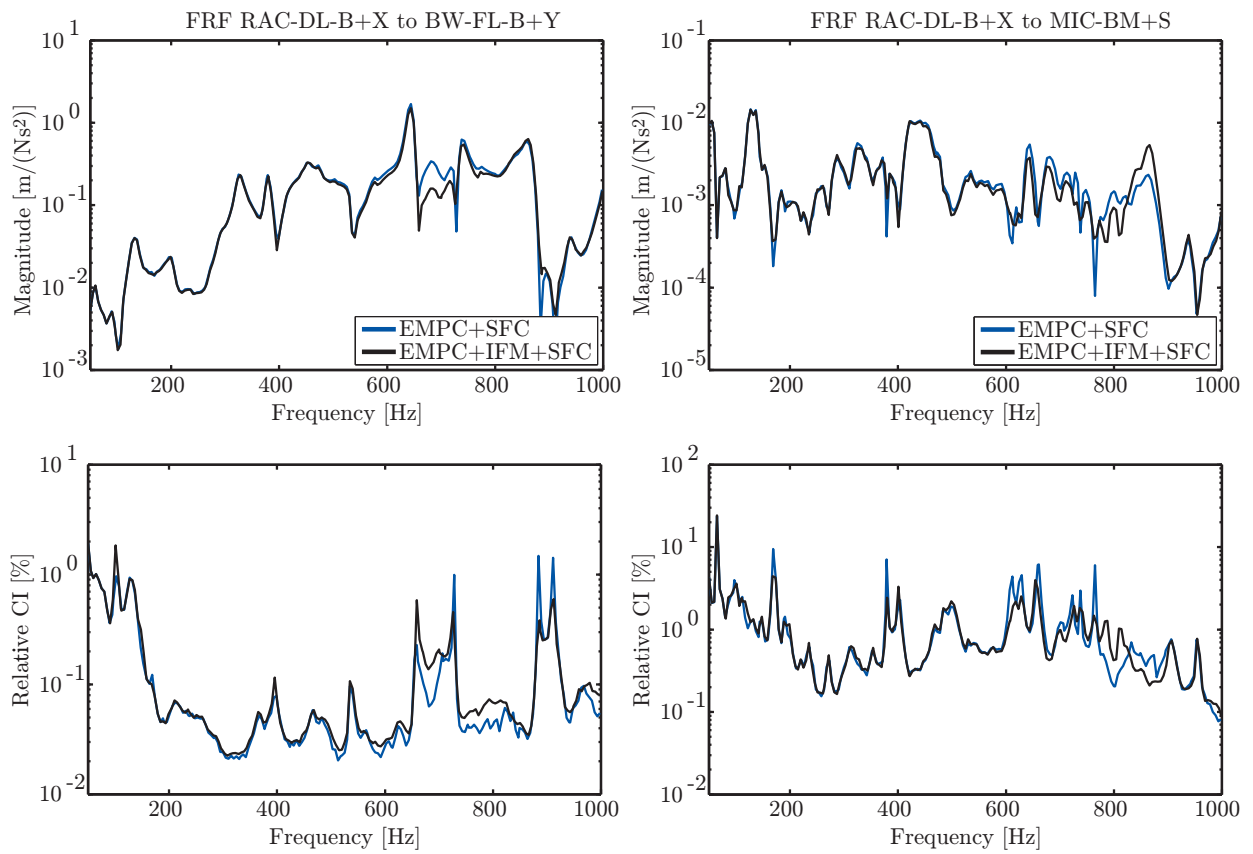 FRF RAC-DL-B+X to BW-FL-B+Y
10^1
10^0
10^-1
10^-2
10^-3
Magnitude [m/(Ns²)]
EMPC+SFC
EMPC+IFM+SFC
200 400 600 800 1000
Frequency [Hz]
FRF RAC-DL-B+X to MIC-BM+S
10^-1
10^-2
10^-3
10^-4
10^-5
Magnitude [m/(Ns²)]
EMPC+SFC
EMPC+IFM+SFC
200 400 600 800 1000
Frequency [Hz]
10^1
10^0
10^-1
10^-2
Relative CI [%]
200 400 600 800 1000
Frequency [Hz]
10^2
10^1
10^0
10^-1
10^-2
Relative CI [%]
200 400 600 800 1000
Frequency [Hz]